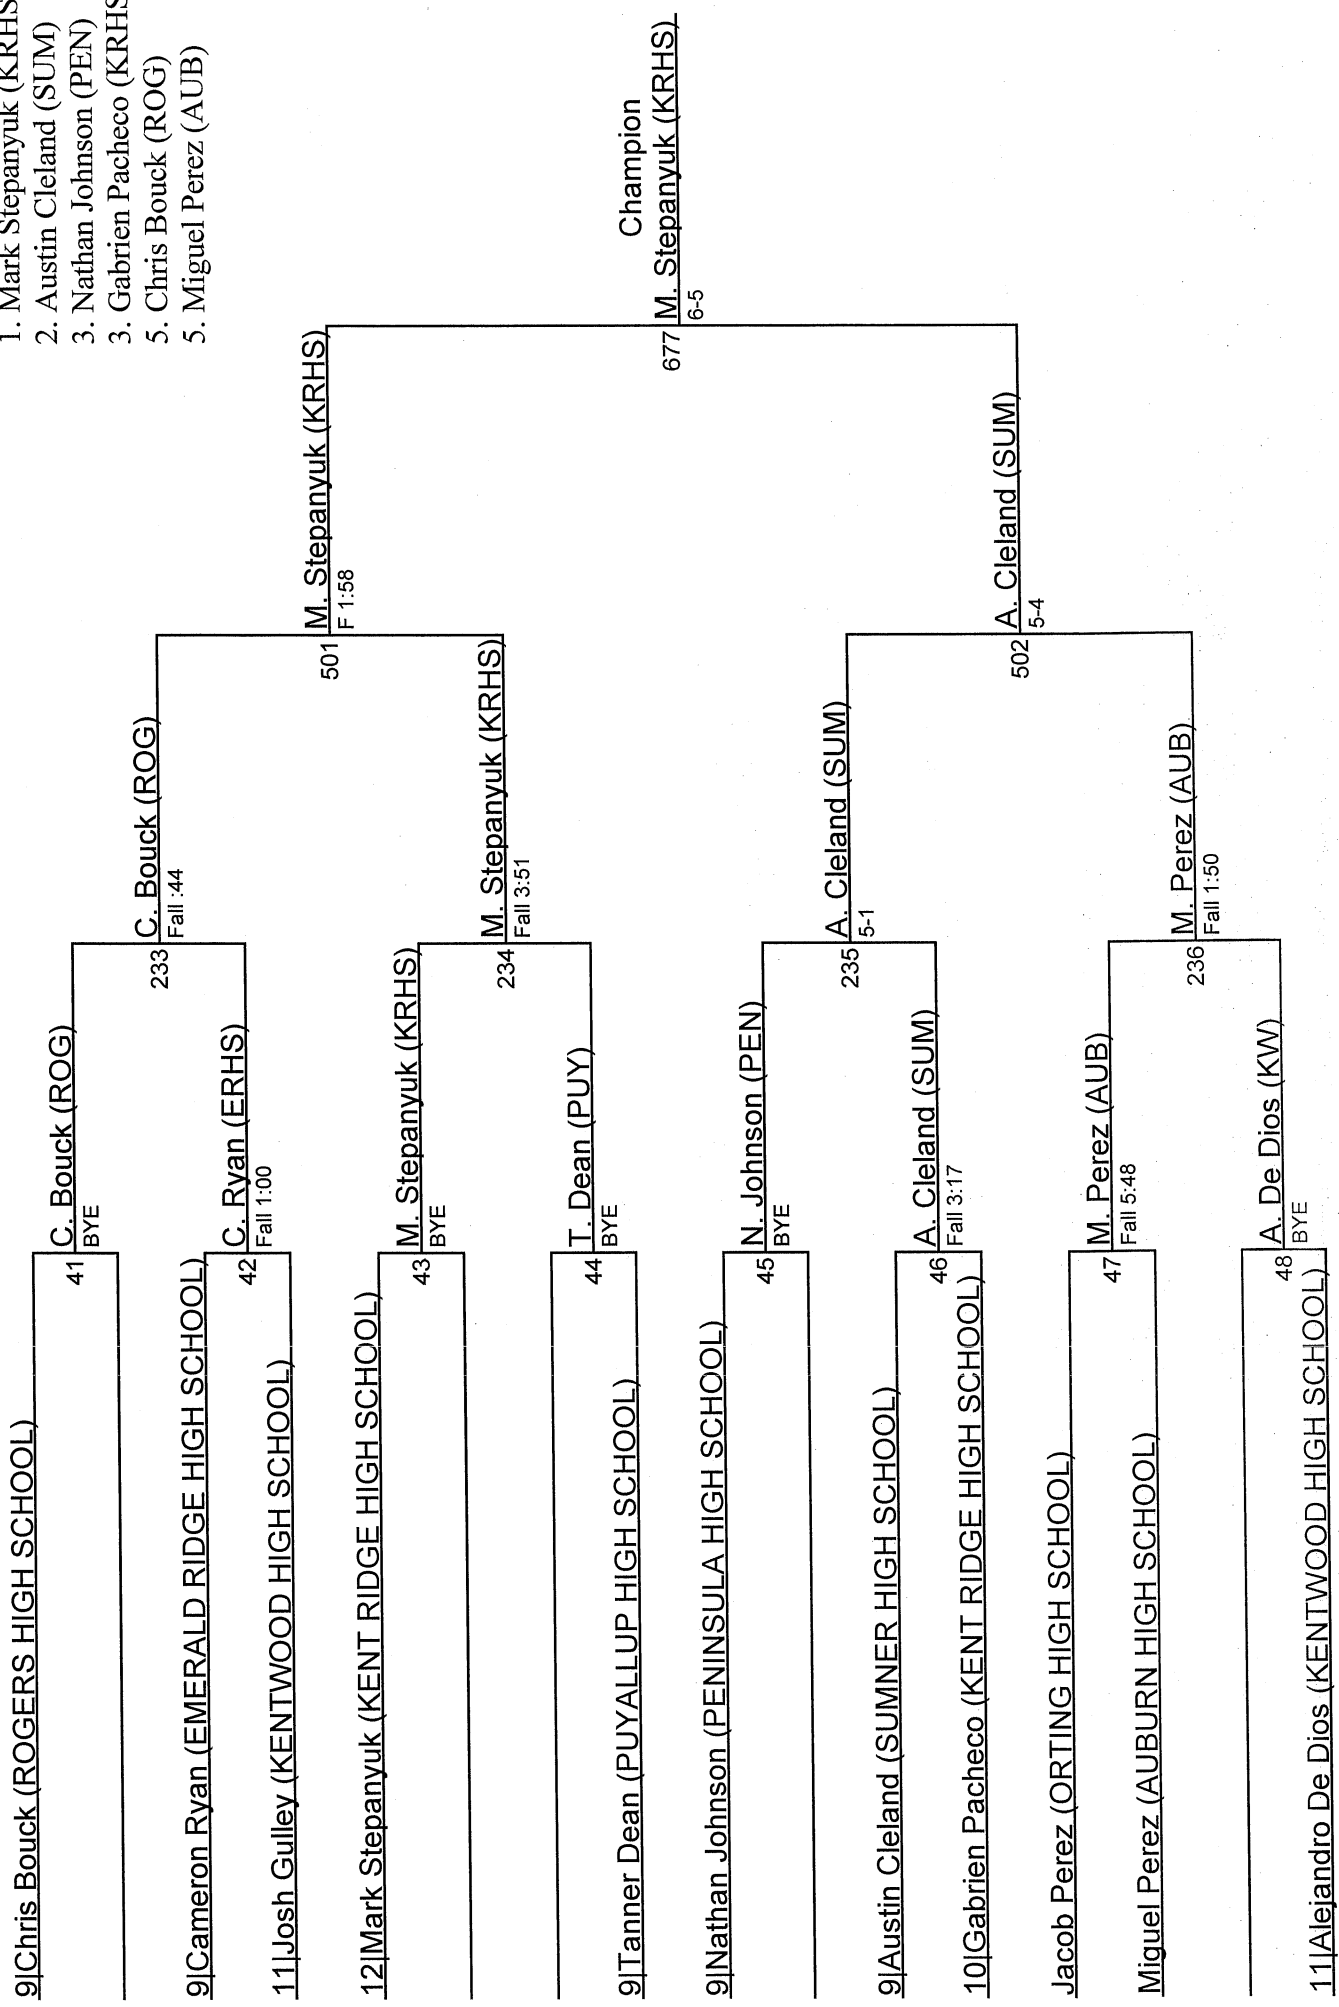 1. Mark Stepanyuk (KRHS
2. Austin Cleland (SUM)
3. Nathan Johnson (PEN)
3. Gabrien Pacheco (KRHS
5. Chris Bouck (ROG)
5. Miguel Perez (AUB)
9|Chris Bouck (ROGERS HIGH SCHOOL)
41
C. Bouck (ROG)
BYE
233
C. Bouck (ROG)
Fall :44
9|Cameron Ryan (EMERALD RIDGE HIGH SCHOOL)
42
C. Ryan (ERHS)
Fall 1:00
11|Josh Gulley (KENTWOOD HIGH SCHOOL)
501
M. Stepanyuk (KRHS)
F 1:58
12|Mark Stepanyuk (KENT RIDGE HIGH SCHOOL)
43
M. Stepanyuk (KRHS)
BYE
234
M. Stepanyuk (KRHS)
Fall 3:51
44
T. Dean (PUY)
BYE
9|Tanner Dean (PUYALLUP HIGH SCHOOL)
677
Champion
M. Stepanyuk (KRHS)
6-5
9|Nathan Johnson (PENINSULA HIGH SCHOOL)
45
N. Johnson (PEN)
BYE
235
A. Cleland (SUM)
5-1
9|Austin Cleland (SUMNER HIGH SCHOOL)
46
A. Cleland (SUM)
Fall 3:17
10|Gabrien Pacheco (KENT RIDGE HIGH SCHOOL)
502
A. Cleland (SUM)
5-4
Jacob Perez (ORTING HIGH SCHOOL)
47
M. Perez (AUB)
Fall 5:48
Miguel Perez (AUBURN HIGH SCHOOL)
236
M. Perez (AUB)
Fall 1:50
48
A. De Dios (KW)
BYE
11|Alejandro De Dios (KENTWOOD HIGH SCHOOL)